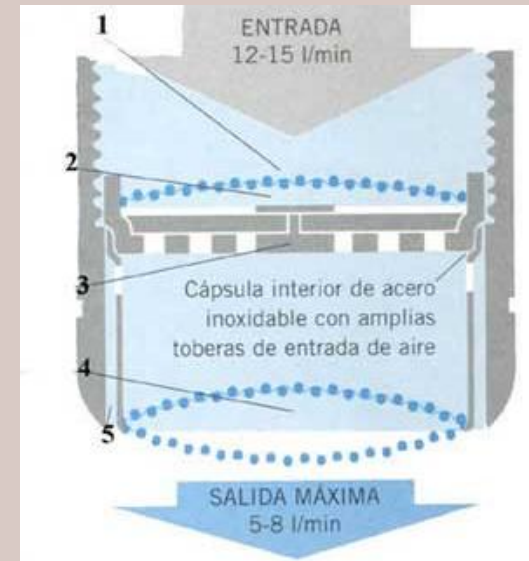 1
ENTRADA
12-15 l/min
2
3
Cápsula interior de acero
inoxidable con amplias
toberas de entrada de aire
4
5
SALIDA MÁXIMA
5-8 l/min